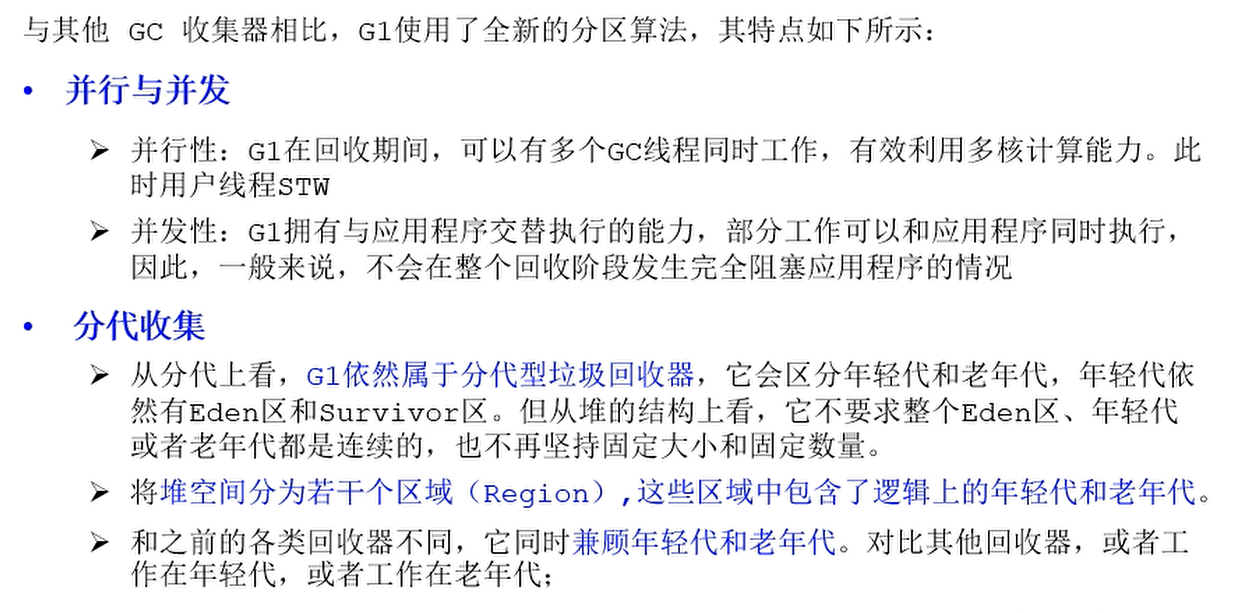 与其他 GC 收集器相比，G1使用了全新的分区算法，其特点如下所示：
• 并行与并发
➢ 并行性：G1在回收期间，可以有多个GC线程同时工作，有效利用多核计算能力。此
时用户线程STW
➢ 并发性：G1拥有与应用程序交替执行的能力，部分工作可以和应用程序同时执行，
因此，一般来说，不会在整个回收阶段发生完全阻塞应用程序的情况
• 分代收集
➢ 从分代上看，G1依然属于分代型垃圾回收器，它会区分年轻代和老年代，年轻代依
然有Eden区和Survivor区。但从堆的结构上看，它不要求整个Eden区、年轻代
或者老年代都是连续的，也不再坚持固定大小和固定数量。
➢ 将堆空间分为若干个区域（Region）,这些区域中包含了逻辑上的年轻代和老年代。
➢ 和之前的各类回收器不同，它同时兼顾年轻代和老年代。对比其他回收器，或者工
作在年轻代，或者工作在老年代；